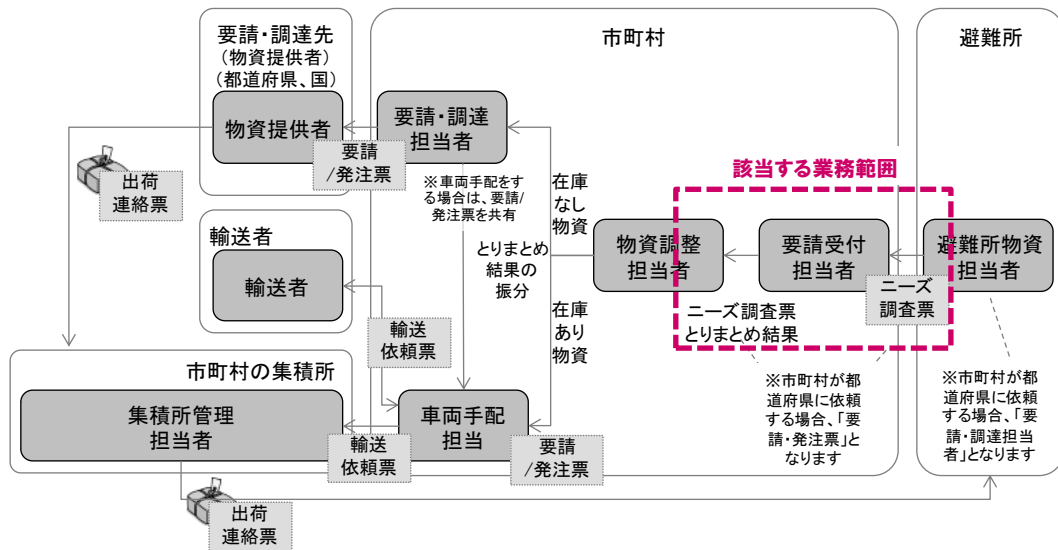 要請・調達先
(物資提供者)
(都道府県、国)
物資提供者
市町村
避難所
要請・調達
担当者
要請
/発注票
出荷
連絡票
※車両手配をす
る場合は、要請/
発注票を共有
在庫
なし
物資
該当する業務範囲
物資調整
担当者
要請受付
担当者
避難所物資
担当者
ニーズ
調査票
ニーズ調査票
とりまとめ結果
輸送者
輸送者
とりまとめ
結果の
振分
在庫
あり
物資
輸送
依頼票
市町村の集積所
集積所管理
担当者
輸送
依頼票
車両手配
担当
要請
/発注票
※市町村が都
道府県に依頼
する場合、「要
請・発注票」と
なります
※市町村が都
道府県に依頼
する場合、「要
請・調達担当
者」となります
出荷
連絡票